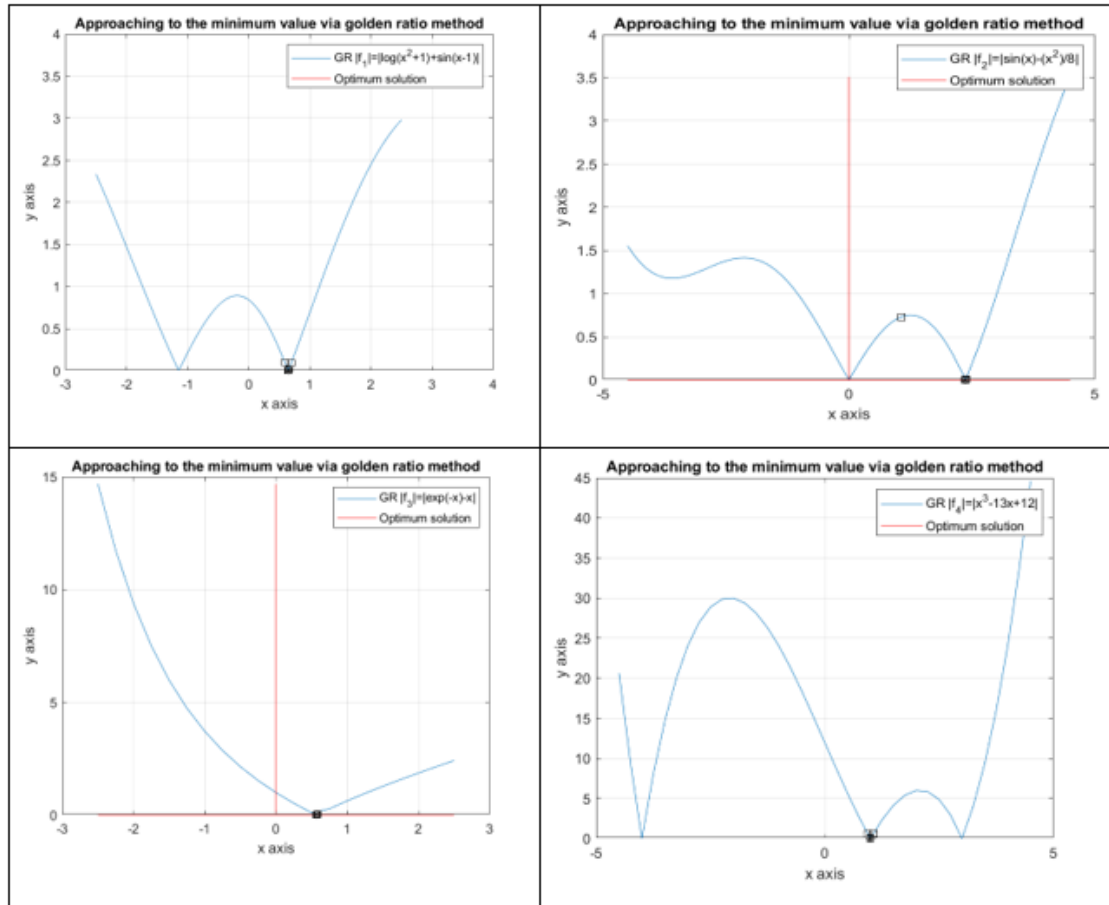 Approaching to the minimum value via golden ratio method
4
3.5
3
2.5
2
1.5
1
0.5
0
y axis
-3
-2
-1
0
1
2
3
4
x axis
GR |f₁|=|log(x²+1)+sin(x-1)|
Optimum solution
Approaching to the minimum value via golden ratio method
4
3.5
3
2.5
2
1.5
1
0.5
0
y axis
-5
0
5
x axis
GR |f₂|=|sin(x)-(x²)/8|
Optimum solution
Approaching to the minimum value via golden ratio method
15
10
5
0
y axis
-3
-2
-1
0
1
2
3
x axis
GR |f₃|=|exp(-x)-x|
Optimum solution
Approaching to the minimum value via golden ratio method
45
40
35
30
25
20
15
10
5
0
y axis
-5
0
5
x axis
GR |f₄|=|x³-13x+12|
Optimum solution